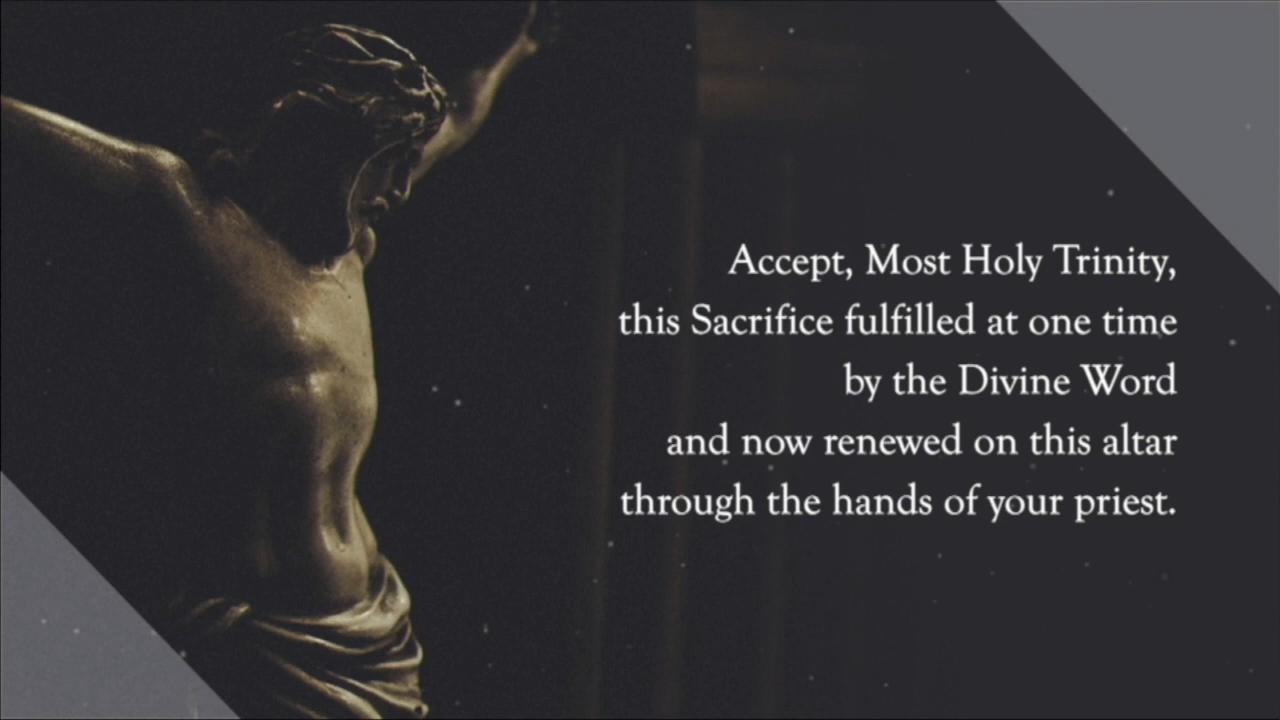 Accept, Most Holy Trinity,
this Sacrifice fulfilled at one time
by the Divine Word
and now renewed on this altar
through the hands of your priest.